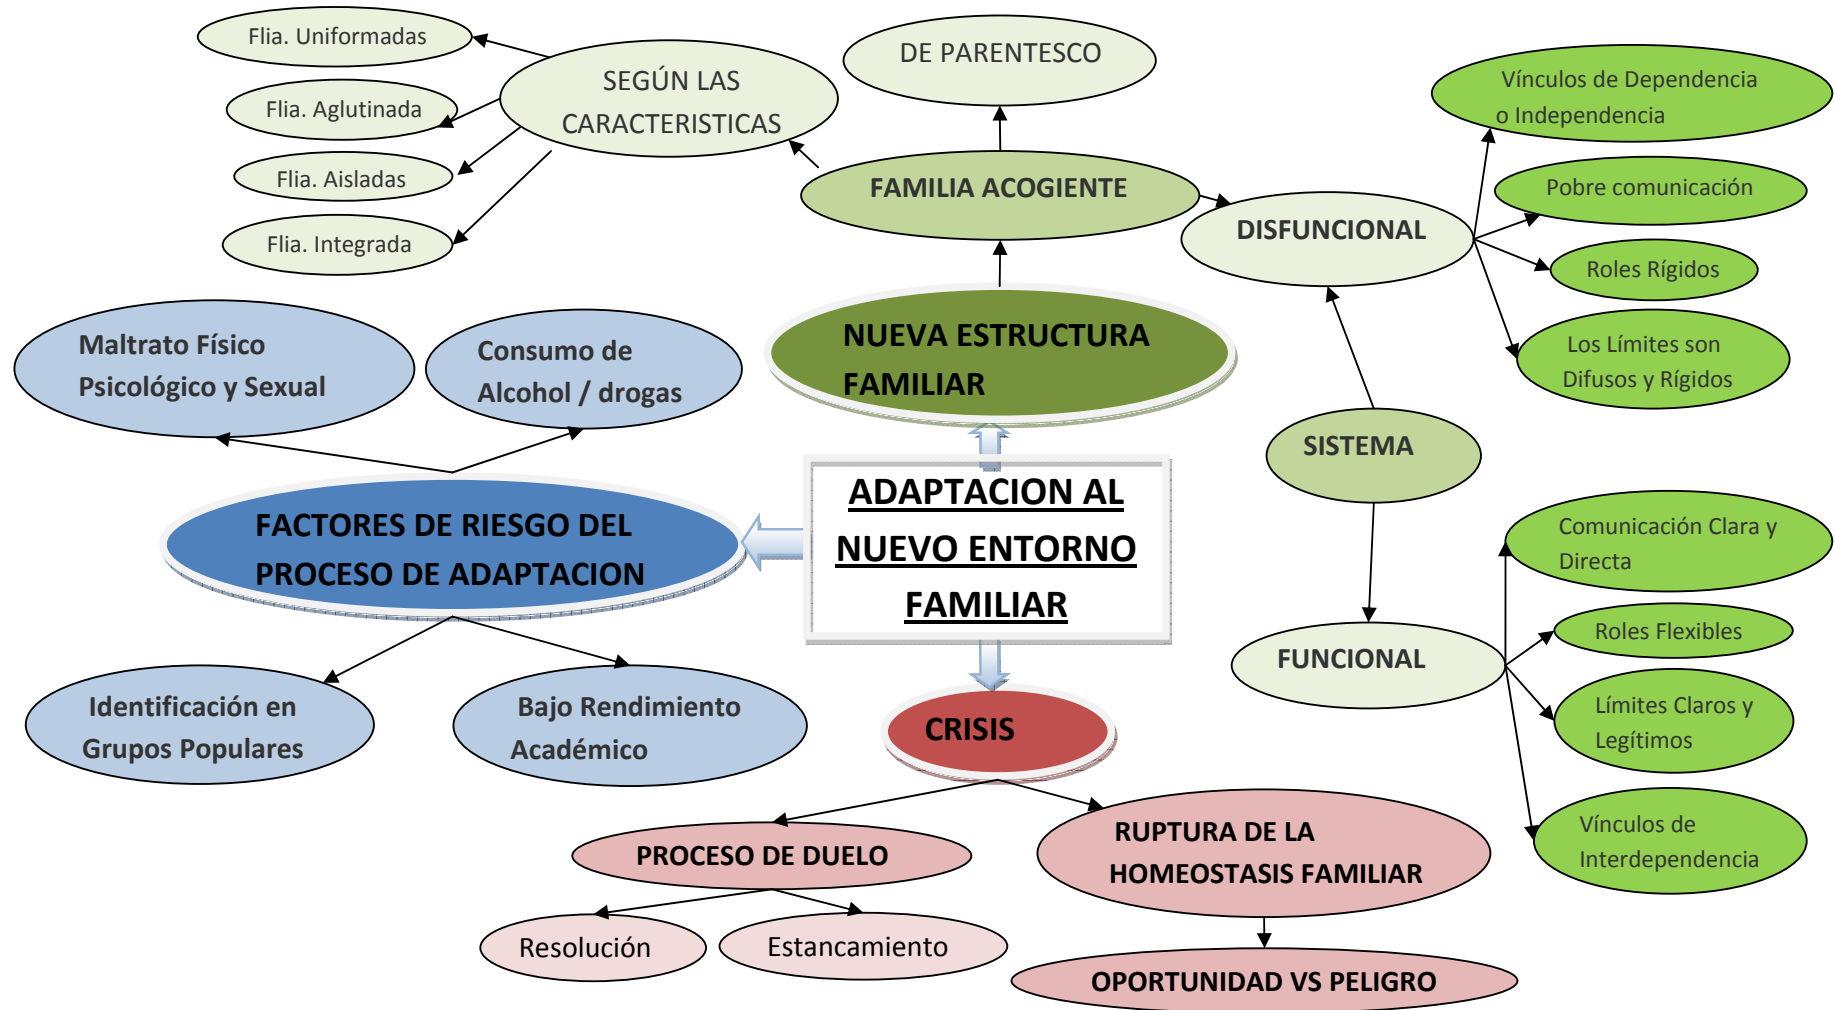 Flia. Uniformadas
Flia. Aglutinada
Flia. Aisladas
Flia. Integrada
SEGÚN LAS
CARACTERISTICAS
DE PARENTESCO
FAMILIA ACOGIENTE
DISFUNCIONAL
Vínculos de Dependencia
o Independencia
Pobre comunicación
Roles Rígidos
Los Límites son
Difusos y Rígidos
NUEVA ESTRUCTURA
FAMILIAR
Maltrato Físico
Psicológico y Sexual
Consumo de
Alcohol / drogas
SISTEMA
ADAPTACION AL
NUEVO ENTORNO
FAMILIAR
FACTORES DE RIESGO DEL
PROCESO DE ADAPTACION
Comunicación Clara y
Directa
Roles Flexibles
FUNCIONAL
Límites Claros y
Legítimos
Vínculos de
Interdependencia
Identificación en
Grupos Populares
Bajo Rendimiento
Académico
CRISIS
PROCESO DE DUELO
RUPTURA DE LA
HOMEOSTASIS FAMILIAR
Resolución
Estancamiento
OPORTUNIDAD VS PELIGRO